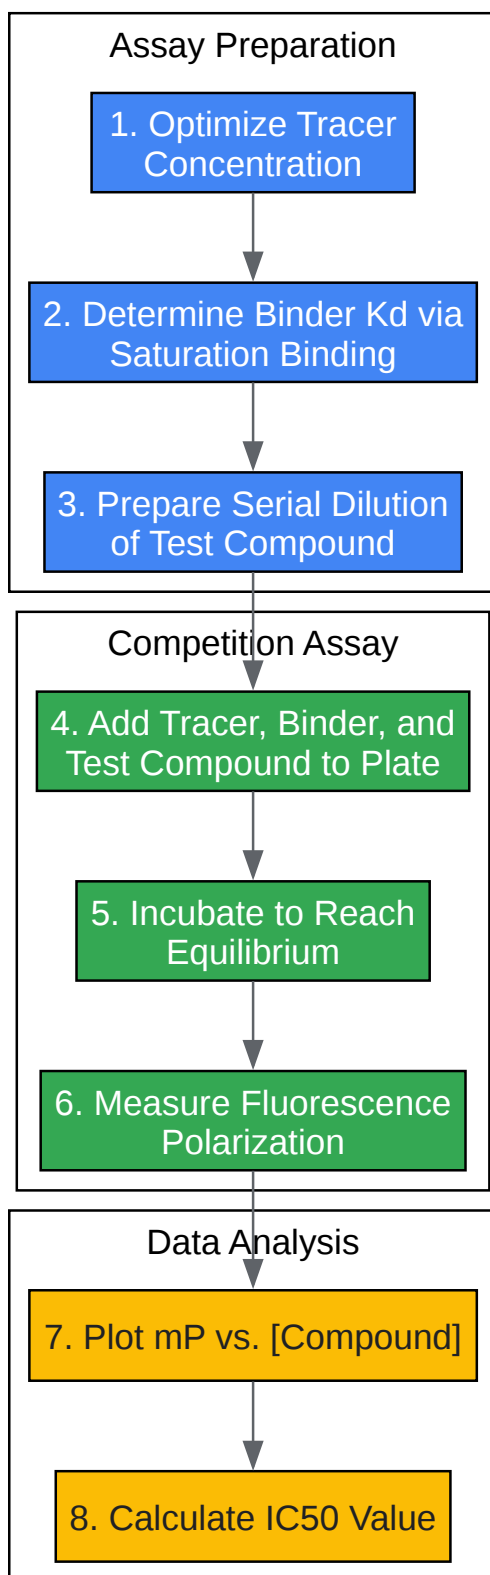 Assay Preparation
1. Optimize Tracer
Concentration
2. Determine Binder Kd via
Saturation Binding
3. Prepare Serial Dilution
of Test Compound
Competition Assay
4. Add Tracer, Binder, and
Test Compound to Plate
5. Incubate to Reach
Equilibrium
6. Measure Fluorescence
Polarization
Data Analysis
7. Plot mP vs. [Compound]
8. Calculate IC50 Value